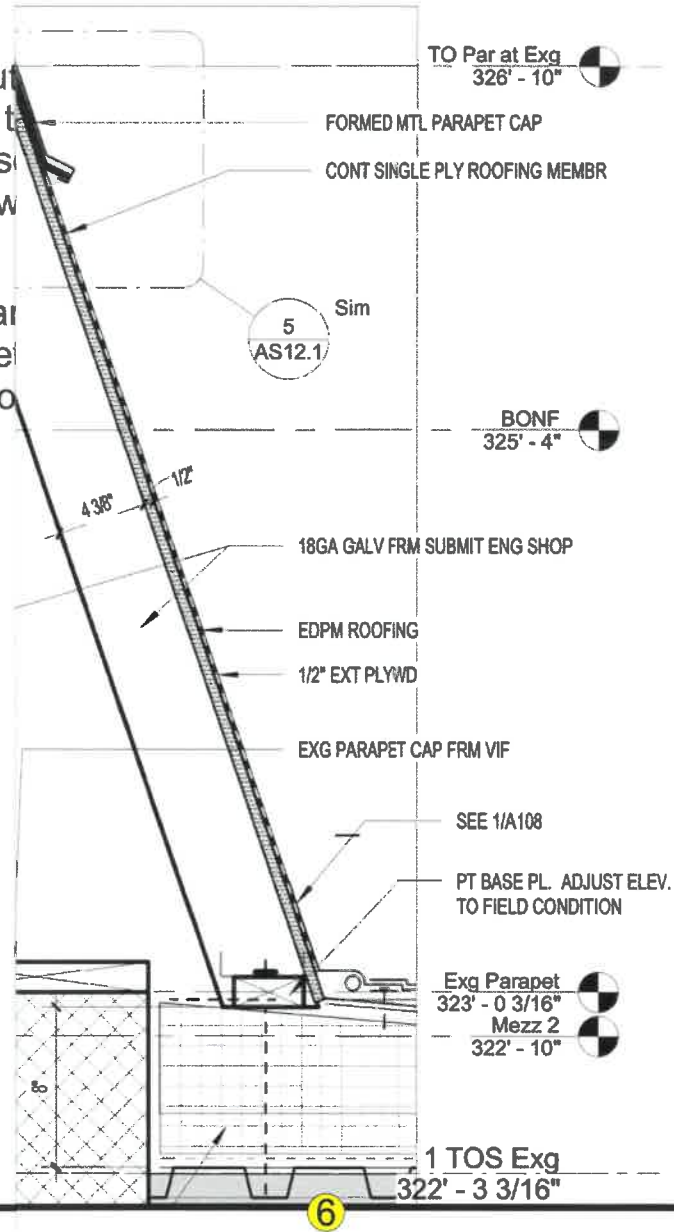 TO Par at Exg
326' - 10"
FORMED MTL PARAPET CAP
CONT SINGLE PLY ROOFING MEMBR
Sim
5
AS12.1
BONF
325' - 4"
1/2"
4 3/8"
18GA GALV FRM SUBMIT ENG SHOP
EDPM ROOFING
1/2" EXT PLYWD
EXG PARAPET CAP FRM VIF
SEE 1/A108
PT BASE PL. ADJUST ELEV.
TO FIELD CONDITION
Exg Parapet
323' - 0 3/16"
Mezz 2
322' - 10"
8"
1 TOS Exg
322' - 3 3/16"
6